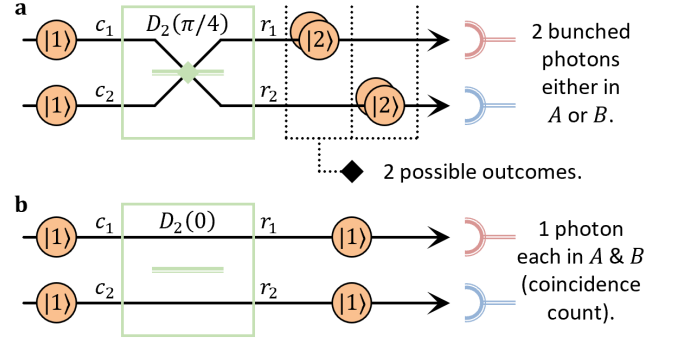 a
|1⟩ c₁ D₂(π/4) r₁ |2⟩
|1⟩ c₂ r₂ |2⟩
2 bunched
photons
either in
A or B.
2 possible outcomes.
b
|1⟩ c₁ D₂(0) r₁ |1⟩
|1⟩ c₂ r₂ |1⟩
1 photon
each in A & B
(coincidence
count).